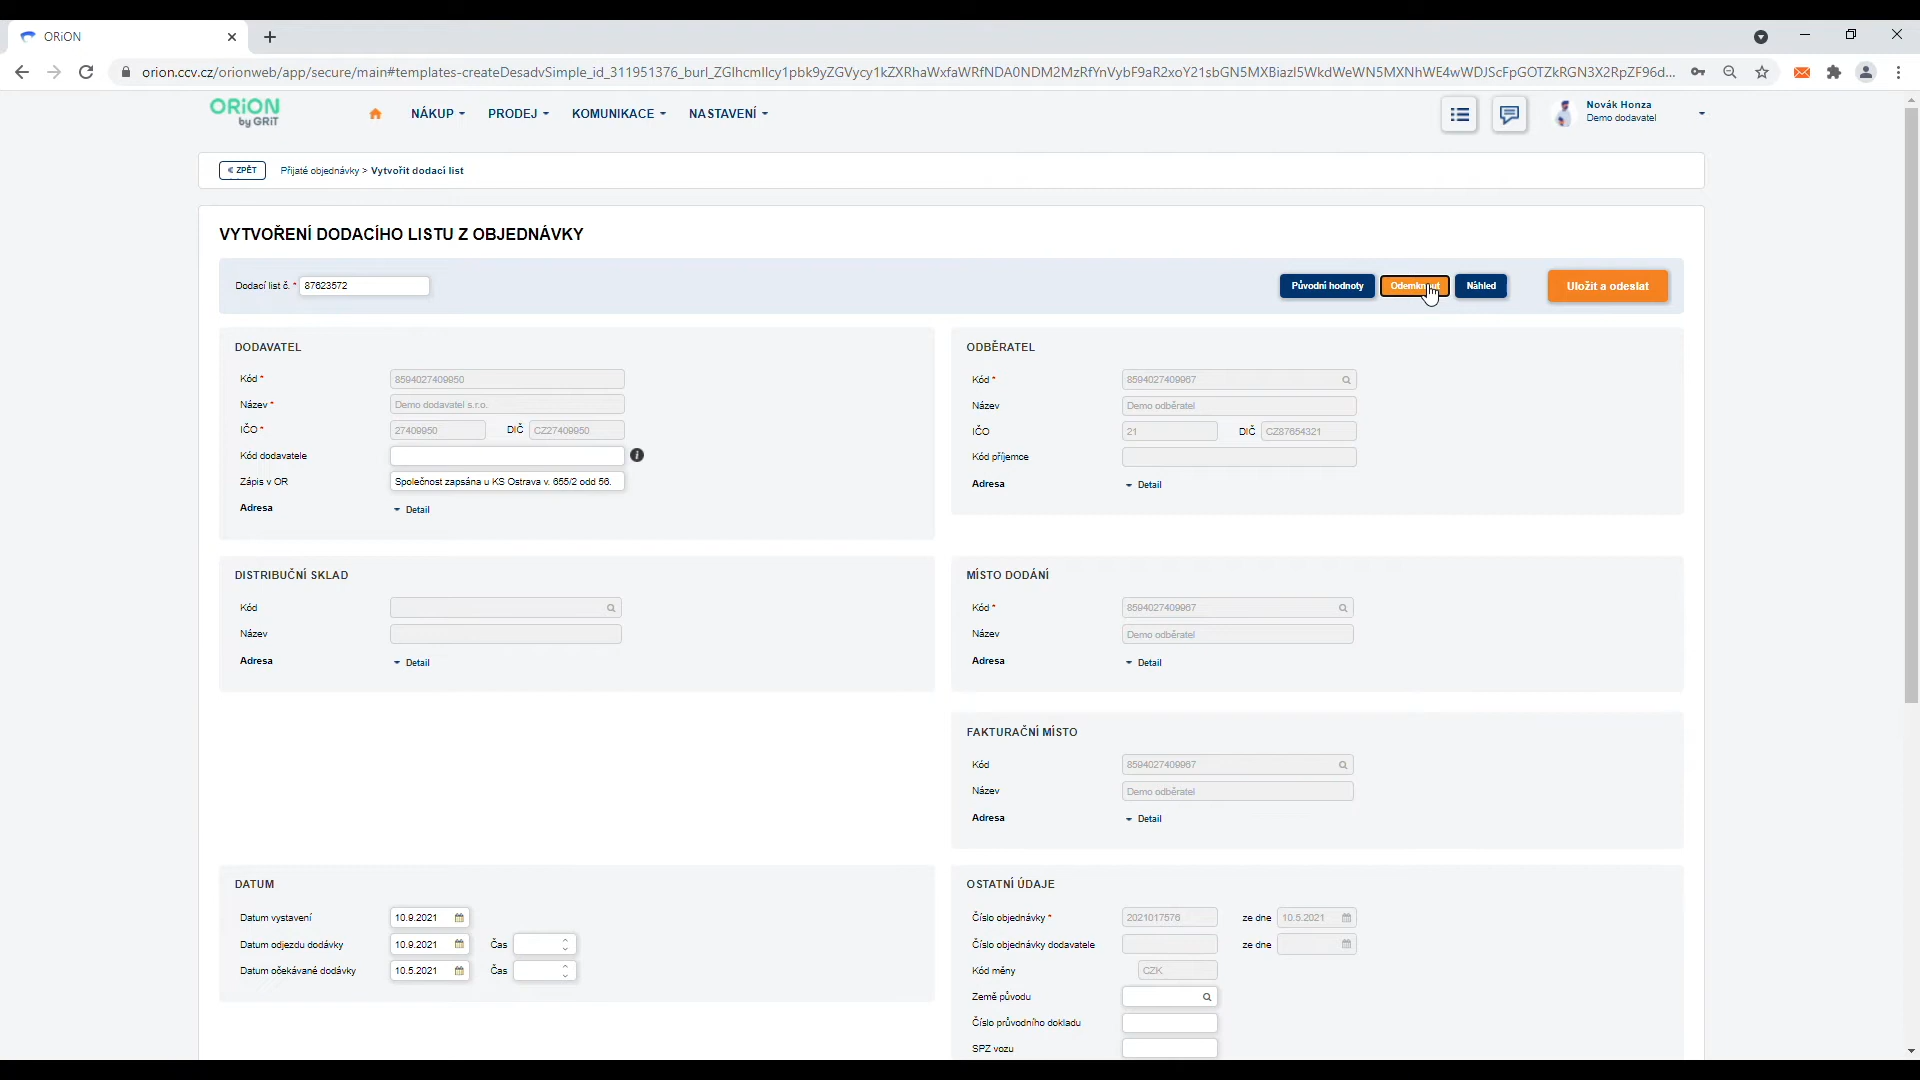 ORiON
orion.ccv.cz/orionweb/app/secure/main#templates-createDesadvSimple_id_311951376_burl_
ORiON
by GRiT
NÁKUP
PRODEJ
KOMUNIKACE
NASTAVENÍ
Novák Honza
Demo dodavatel
« ZPĚT
Přijaté objednávky > Vytvořit dodací list
VYTVOŘENÍ DODACÍHO LISTU Z OBJEDNÁVKY
Dodací list č. * 87623572
Původní hodnoty
Náhled
Uložit a odeslat
DODAVATEL
Kód * 8594027409950
Název * Demo dodavatel s.r.o.
IČO * 27409950 DIČ CZ27409950
Kód dodavatele
Zápis v OR Společnost zapsána u KS Ostrava v. 655/2 odd 56.
Adresa Detail
ODBĚRATEL
Kód * 8594027409967
Název Demo odběratel
IČO 21 DIČ CZ87654321
Kód příjemce
Adresa Detail
DISTRIBUČNÍ SKLAD
Kód
Název
Adresa Detail
MÍSTO DODÁNÍ
Kód * 8594027409967
Název Demo odběratel
Adresa Detail
FAKTURAČNÍ MÍSTO
Kód 8594027409967
Název Demo odběratel
Adresa Detail
DATUM
Datum vystavení 10.9.2021
Datum odjezdu dodávky 10.9.2021 Čas
Datum očekávané dodávky 10.5.2021 Čas
OSTATNÍ ÚDAJE
Číslo objednávky * 2021017576 ze dne 10.5.2021
Číslo objednávky dodavatele ze dne
Kód měny CZK
Země původu
Číslo průvodního dokladu
SPZ vozu